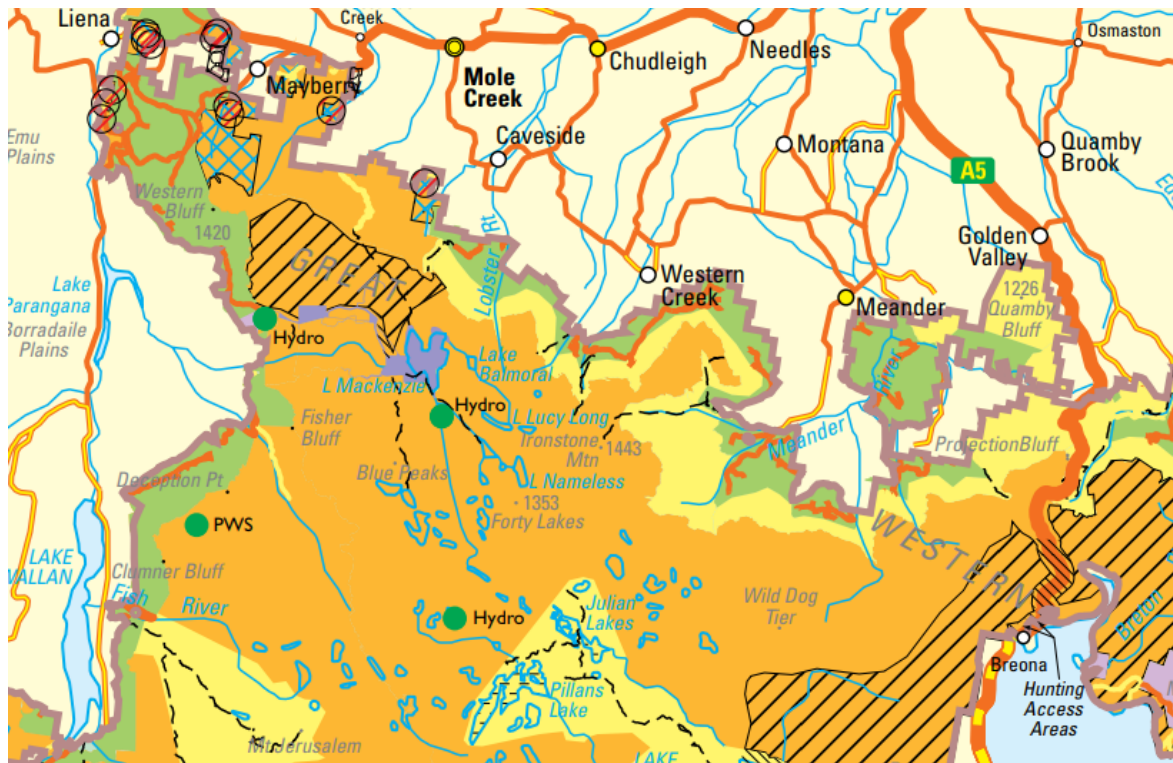 Liena
Creek
Mole
Creek
Chudleigh
Needles
Osmaston
Mayberry
Caveside
Montana
Quamby
Brook
A5
Emu
Plains
Western
Bluff
1420
GREAT
Lobster Rt
Western
Creek
Golden
Valley
1226
Quamby
Bluff
Meander
Lake
Parangana
Borradaile
Plains
Hydro
L Mackenzie
Lake
Balmoral
Hydro
L Lucy Long
River
Meander
Fisher
Bluff
Ironstone
Mtn
1443
Projection Bluff
Blue Peaks
L Nameless
Deception Pt
1353
Forty Lakes
PWS
WESTERN
LAKE
Clumner Bluff
Fish
River
Hydro
Julian
Lakes
Wild Dog
Tier
Breton
Breona
Hunting
Access
Areas
Pillans
Lake
Mt Jerusalem
LAKE